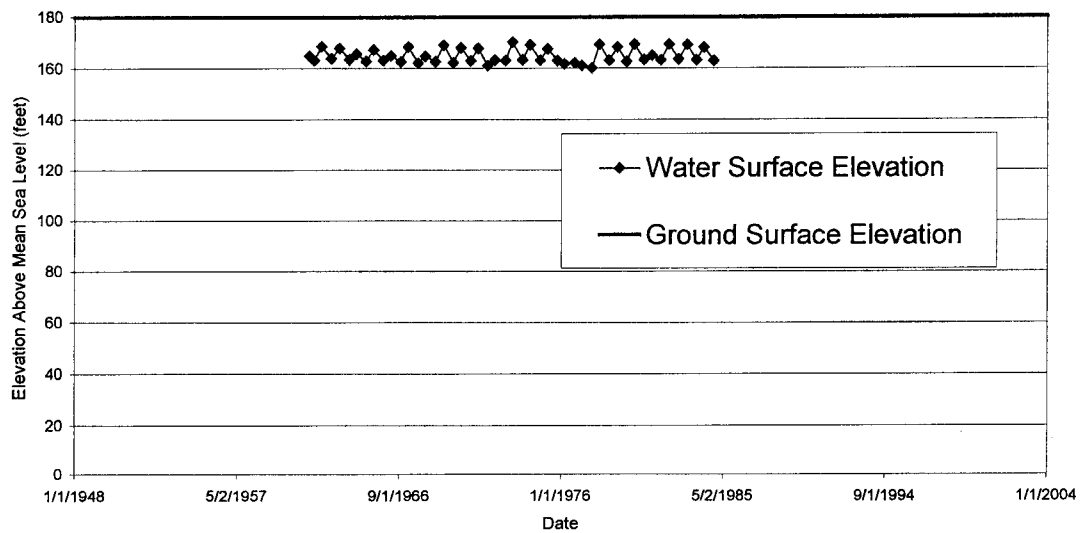 180
160
140
120
100
80
60
40
20
0
Elevation Above Mean Sea Level (feet)
Water Surface Elevation
Ground Surface Elevation
1/1/1948 5/2/1957 9/1/1966 1/1/1976 5/2/1985 9/1/1994 1/1/2004
Date